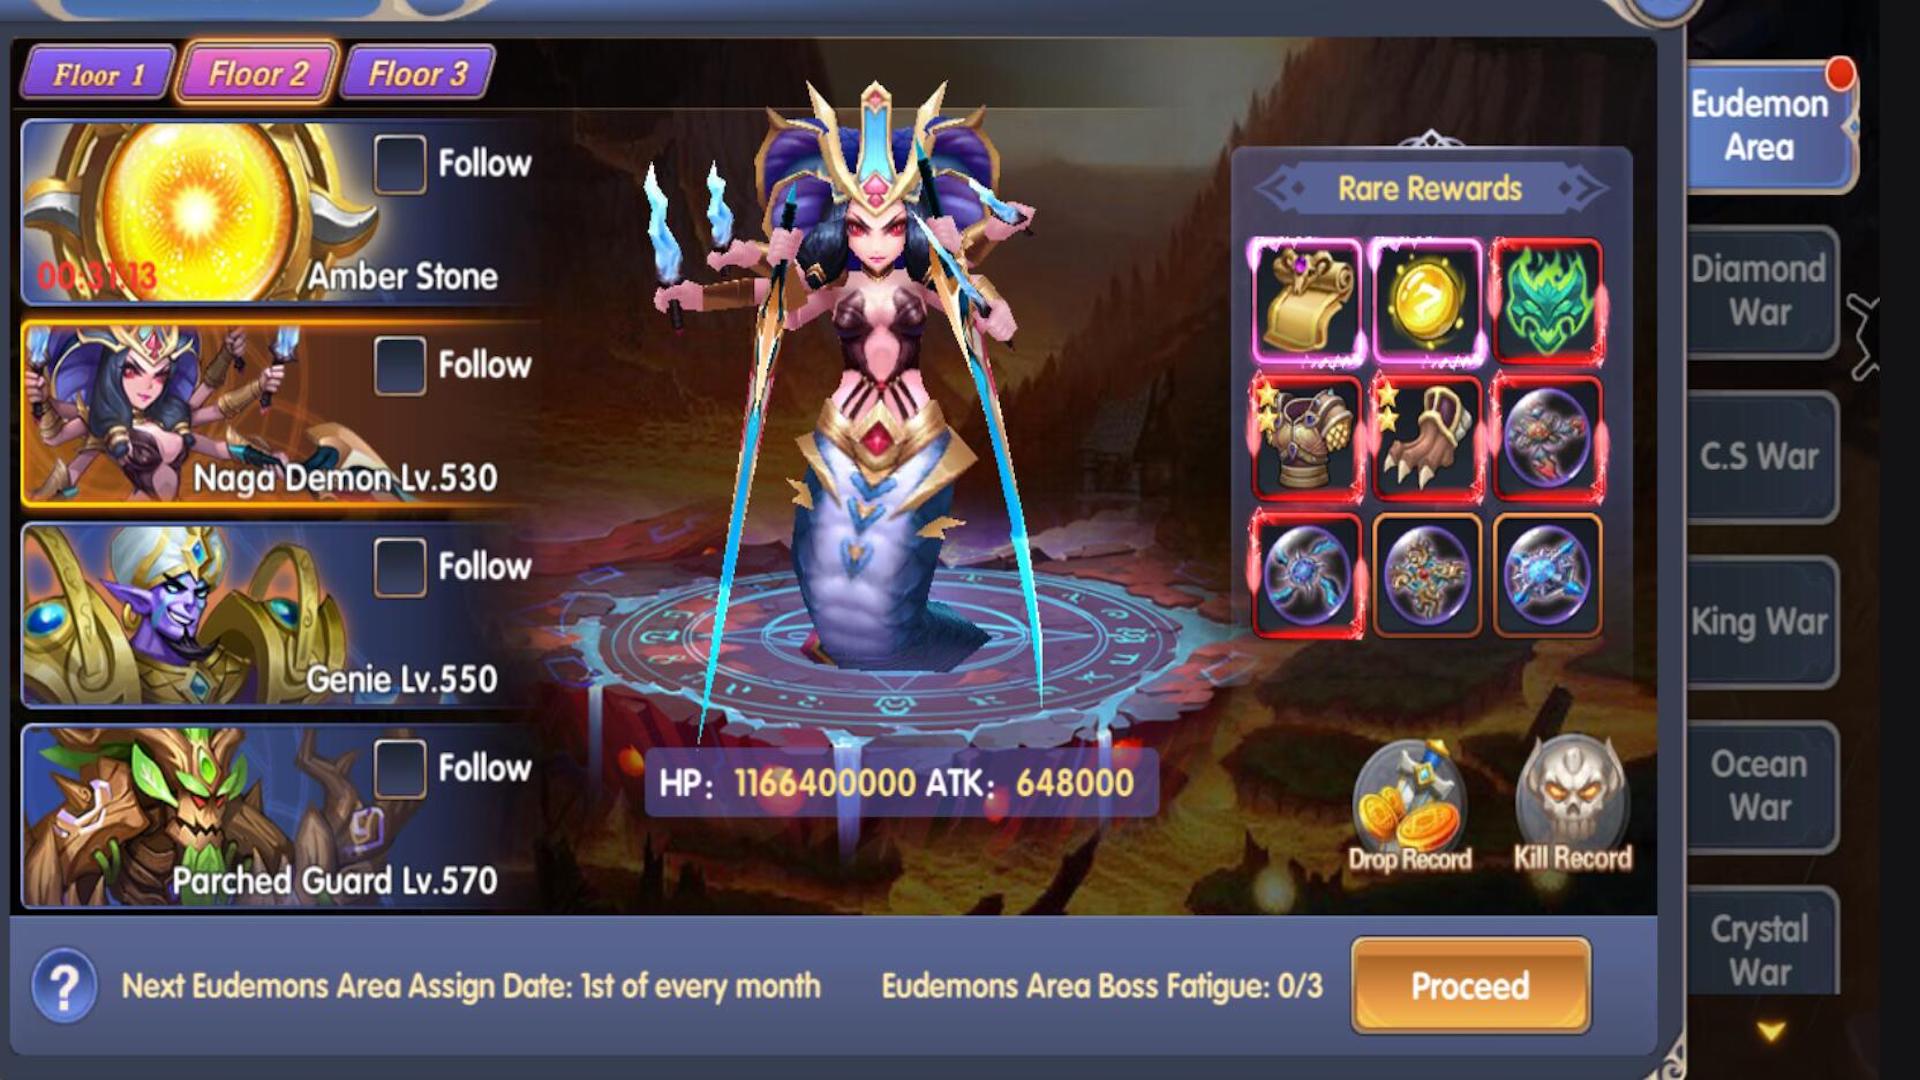 Floor 1
Floor 2
Floor 3
Follow
00:31:13
Amber Stone
Follow
Naga Demon Lv.530
Follow
Genie Lv.550
Follow
Parched Guard Lv.570
HP: 1166400000 ATK: 648000
Rare Rewards
Drop Record
Kill Record
Next Eudemons Area Assign Date: 1st of every month
Eudemons Area Boss Fatigue: 0/3
Proceed
Eudemon
Area
Diamond
War
C.S War
King War
Ocean
War
Crystal
War